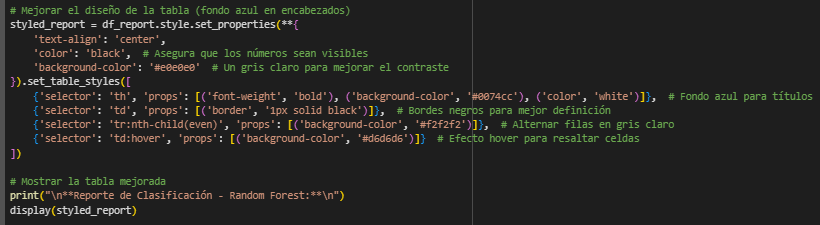 # Mejorar el diseño de la tabla (fondo azul en encabezados)
styled_report = df_report.style.set_properties(**{
    'text-align': 'center',
    'color': 'black',  # Asegura que los números sean visibles
    'background-color': '#e0e0e0'  # Un gris claro para mejorar el contraste
}).set_table_styles([
    {'selector': 'th', 'props': [('font-weight', 'bold'), ('background-color', '#0074cc'), ('color', 'white')]},  # Fondo azul para títulos
    {'selector': 'td', 'props': [('border', '1px solid black')]},  # Bordes negros para mejor definición
    {'selector': 'tr:nth-child(even)', 'props': [('background-color', '#f2f2f2')]},  # Alternar filas en gris claro
    {'selector': 'td:hover', 'props': [('background-color', '#d6d6d6')]}  # Efecto hover para resaltar celdas
])

# Mostrar la tabla mejorada
print("\n**Reporte de Clasificación - Random Forest:**\n")
display(styled_report)